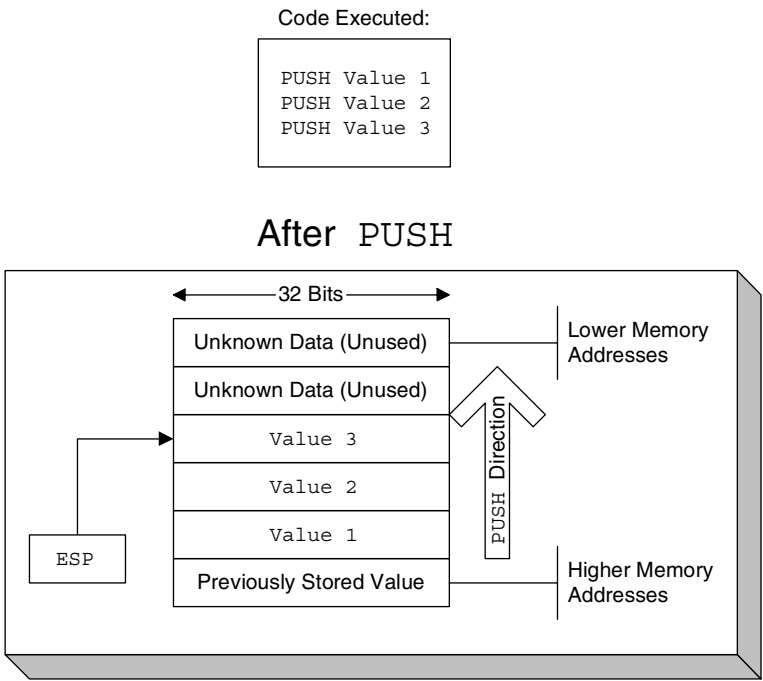 Code Executed:
PUSH Value 1
PUSH Value 2
PUSH Value 3
After PUSH
32 Bits
Unknown Data (Unused)
Lower Memory
Addresses
Unknown Data (Unused)
Value 3
Value 2
Value 1
PUSH Direction
ESP
Previously Stored Value
Higher Memory
Addresses